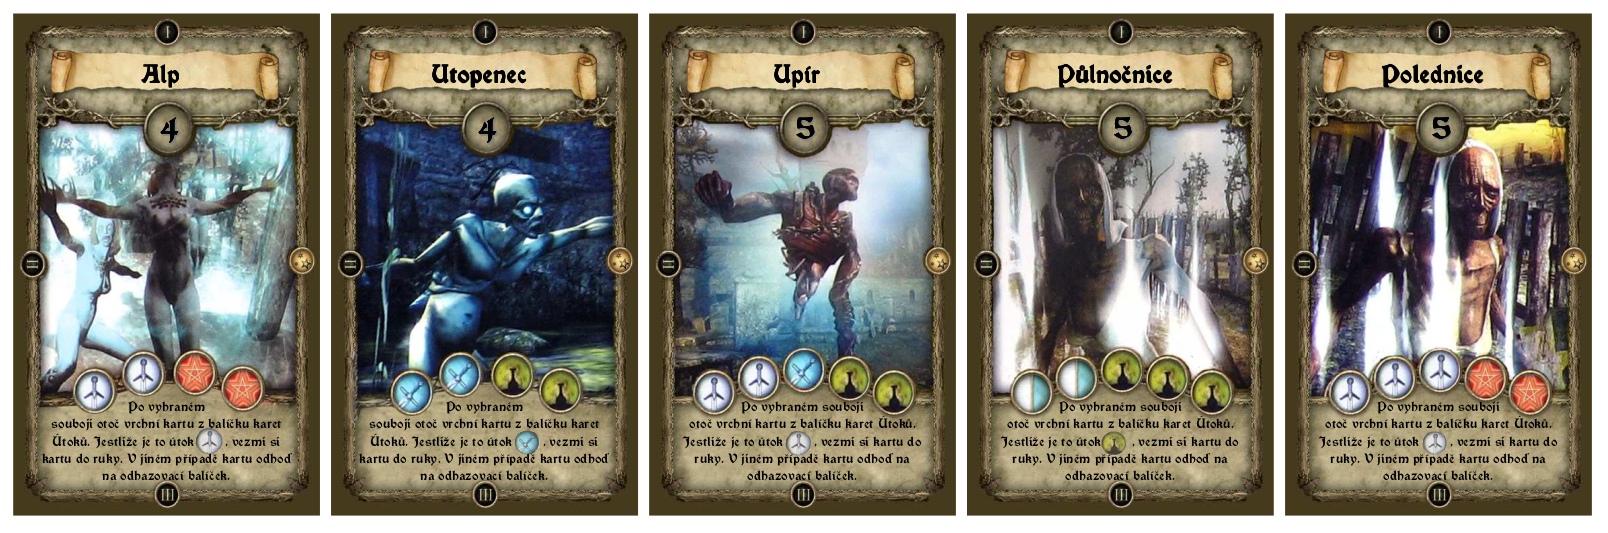 I
Alp
4
II
Po vybraném
souboji otoč vrchní kartu z balíčku karet
Útoků. Jestliže je to útok , vezmi si
kartu do ruky. V jiném případě kartu odhoď
na odhazovací balíček.
III
I
Utopenec
4
II
Po vybraném
souboji otoč vrchní kartu z balíčku karet
Útoků. Jestliže je to útok , vezmi si
kartu do ruky. V jiném případě kartu odhoď
na odhazovací balíček.
III
I
Upír
5
II
Po vybraném souboji
otoč vrchní kartu z balíčku karet Útoků.
Jestliže je to útok , vezmi si kartu do
ruky. V jiném případě kartu odhoď na
odhazovací balíček.
III
I
Půlnočnice
5
II
Po vybraném souboji
otoč vrchní kartu z balíčku karet Útoků.
Jestliže je to útok , vezmi si kartu do
ruky. V jiném případě kartu odhoď na
odhazovací balíček.
III
I
Polednice
5
II
Po vybraném souboji
otoč vrchní kartu z balíčku karet Útoků.
Jestliže je to útok , vezmi si kartu do
ruky. V jiném případě kartu odhoď na
odhazovací balíček.
III